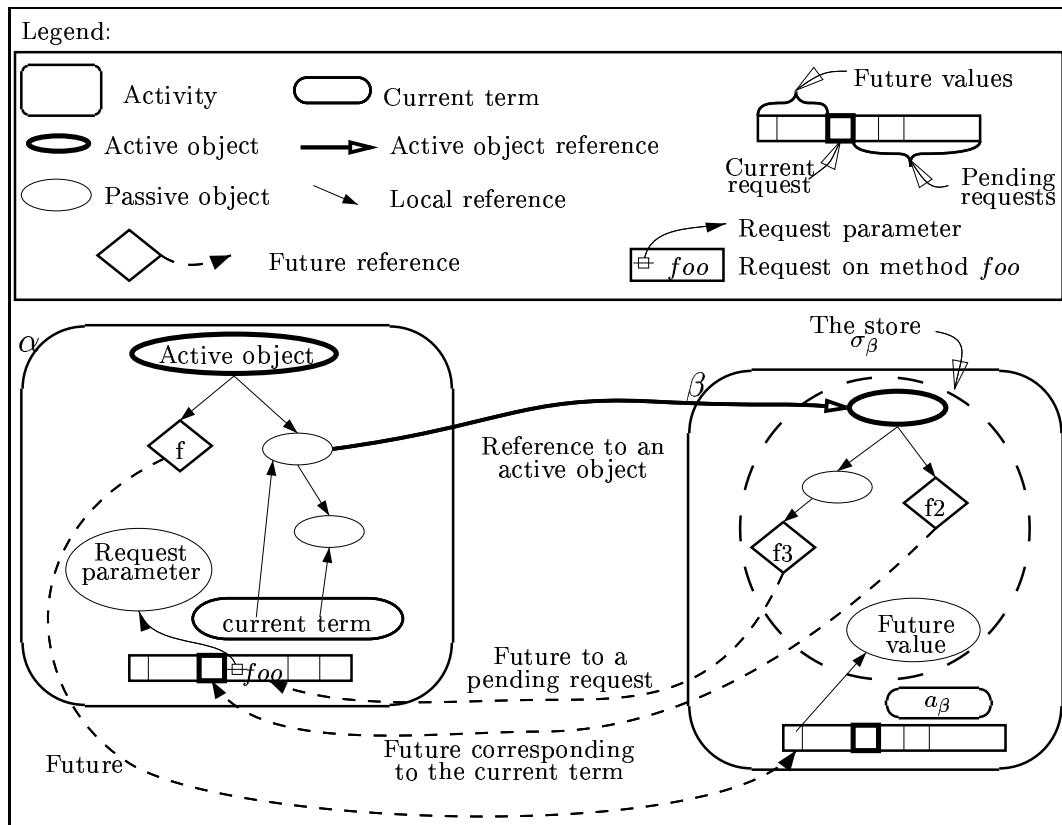 Legend:
Activity
Current term
Future values
Active object
Active object reference
Current
request
Pending
requests
Passive object
Local reference
Request parameter
Future reference
foo
Request on method foo
The store
σβ
α
Active object
β
f
Reference to an
active object
f2
f3
Request
parameter
current term
Future
value
foo
Future to a
pending request
aβ
Future corresponding
to the current term
Future